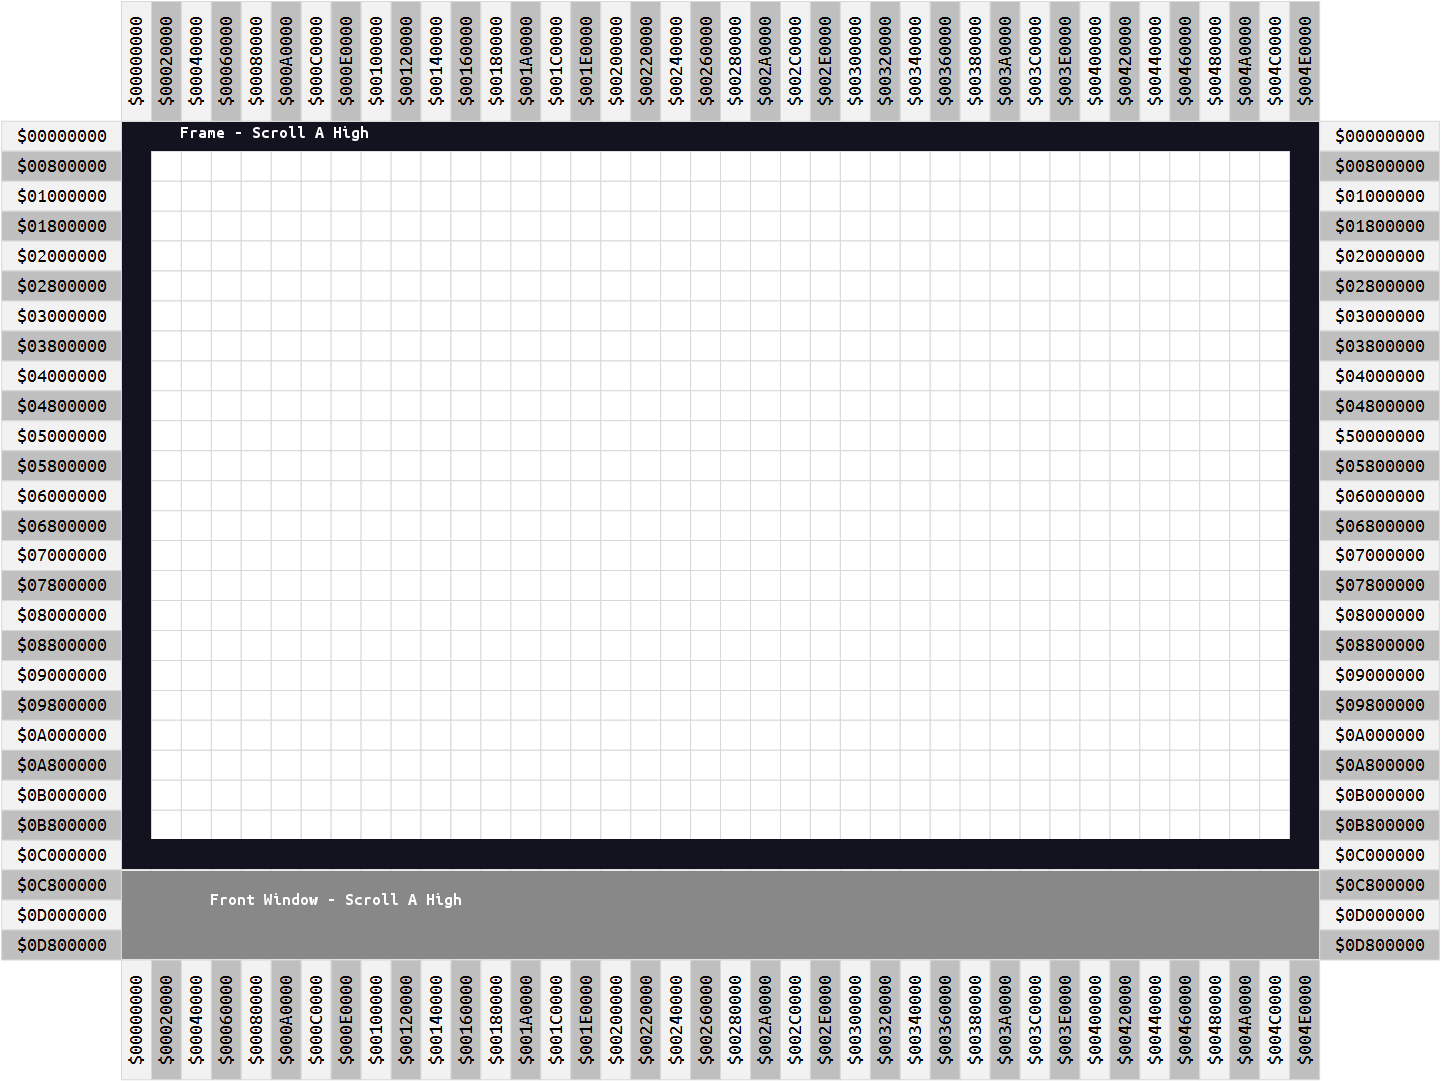 $00000000 $00020000 $00040000 $00060000 $00080000 $000A0000 $000C0000 $000E0000 $00100000 $00120000 $00140000 $00160000 $00180000 $001A0000 $001C0000 $001E0000 $00200000 $00220000 $00240000 $00260000 $00280000 $002A0000 $002C0000 $002E0000 $00300000 $00320000 $00340000 $00360000 $00380000 $003A0000 $003C0000 $003E0000 $00400000 $00420000 $00440000 $00460000 $00480000 $004A0000 $004C0000 $004E0000
$00000000 Frame - Scroll A High $00000000
$00800000 $00800000
$01000000 $01000000
$01800000 $01800000
$02000000 $02000000
$02800000 $02800000
$03000000 $03000000
$03800000 $03800000
$04000000 $04000000
$04800000 $04800000
$05000000 $50000000
$05800000 $05800000
$06000000 $06000000
$06800000 $06800000
$07000000 $07000000
$07800000 $07800000
$08000000 $08000000
$08800000 $08800000
$09000000 $09000000
$09800000 $09800000
$0A000000 $0A000000
$0A800000 $0A800000
$0B000000 $0B000000
$0B800000 $0B800000
$0C000000 $0C000000
$0C800000 $0C800000
Front Window - Scroll A High
$0D000000 $0D000000
$0D800000 $0D800000
$00000000 $00020000 $00040000 $00060000 $00080000 $000A0000 $000C0000 $000E0000 $00100000 $00120000 $00140000 $00160000 $00180000 $001A0000 $001C0000 $001E0000 $00200000 $00220000 $00240000 $00260000 $00280000 $002A0000 $002C0000 $002E0000 $00300000 $00320000 $00340000 $00360000 $00380000 $003A0000 $003C0000 $003E0000 $00400000 $00420000 $00440000 $00460000 $00480000 $004A0000 $004C0000 $004E0000